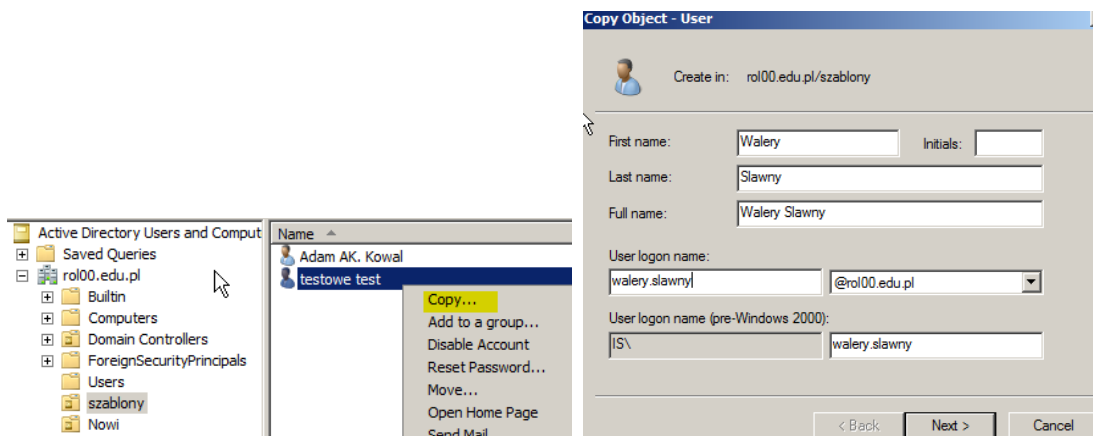 Active Directory Users and Comput
Saved Queries
rol00.edu.pl
Builtin
Computers
Domain Controllers
ForeignSecurityPrincipals
Users
szablony
Nowi
Name
Adam AK. Kowal
testowe test
Copy...
Add to a group...
Disable Account
Reset Password...
Move...
Open Home Page
Send Mail
Copy Object - User
Create in: rol00.edu.pl/szablony
First name: Walery Initials:
Last name: Slawny
Full name: Walery Slawny
User logon name:
walery.slawny @rol00.edu.pl
User logon name (pre-Windows 2000):
IS\ walery.slawny
< Back Next > Cancel